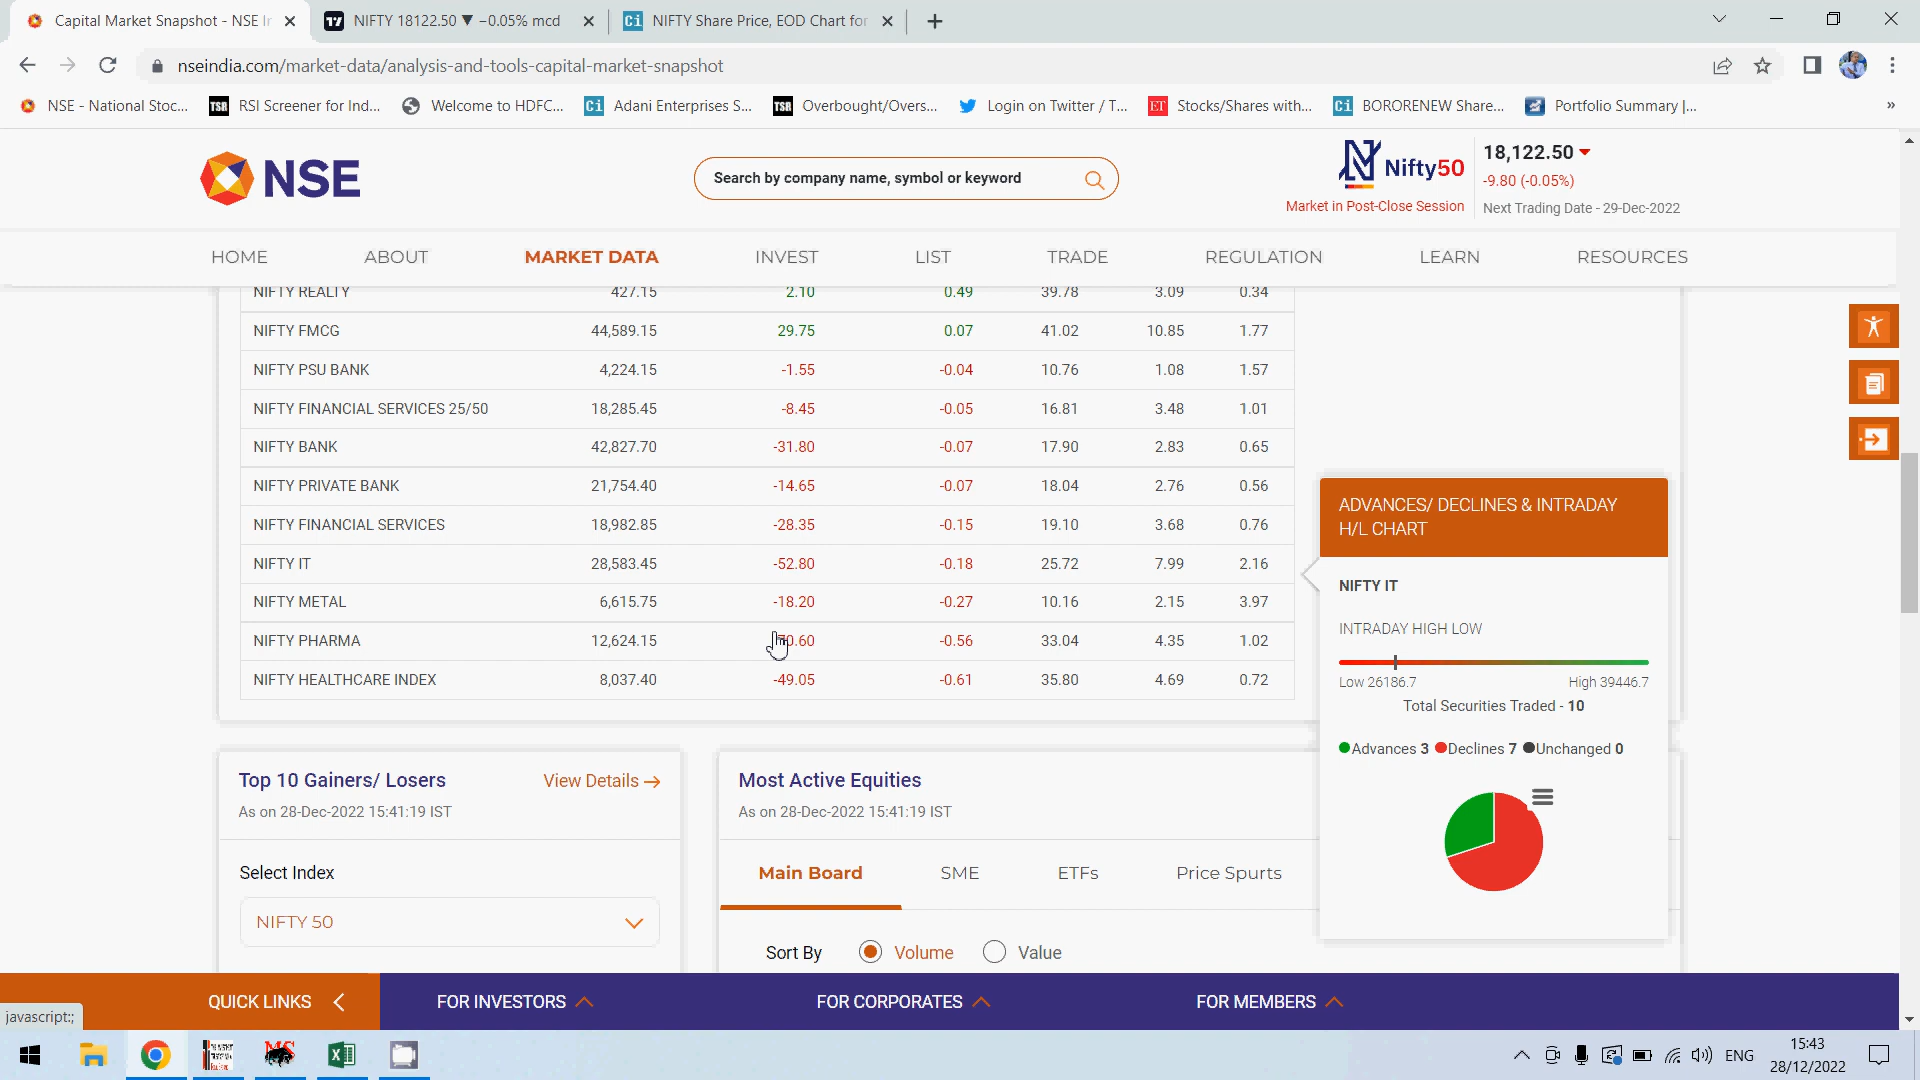 Capital Market Snapshot - NSE Ir
NIFTY 18122.50 ▼ −0.05% mcd
NIFTY Share Price, EOD Chart for
nseindia.com/market-data/analysis-and-tools-capital-market-snapshot
NSE - National Stoc...
RSI Screener for Ind...
Welcome to HDFC...
Adani Enterprises S...
Overbought/Overs...
Login on Twitter / T...
Stocks/Shares with...
BORORENEW Share...
Portfolio Summary |...
»
NSE
Search by company name, symbol or keyword
Nifty50
18,122.50
-9.80 (-0.05%)
Market in Post-Close Session
Next Trading Date - 29-Dec-2022
HOME ABOUT MARKET DATA INVEST LIST TRADE REGULATION LEARN RESOURCES
NIFTY REALTY 427.15 2.10 0.49 39.78 3.09 0.34
NIFTY FMCG 44,589.15 29.75 0.07 41.02 10.85 1.77
NIFTY PSU BANK 4,224.15 -1.55 -0.04 10.76 1.08 1.57
NIFTY FINANCIAL SERVICES 25/50 18,285.45 -8.45 -0.05 16.81 3.48 1.01
NIFTY BANK 42,827.70 -31.80 -0.07 17.90 2.83 0.65
NIFTY PRIVATE BANK 21,754.40 -14.65 -0.07 18.04 2.76 0.56
NIFTY FINANCIAL SERVICES 18,982.85 -28.35 -0.15 19.10 3.68 0.76
NIFTY IT 28,583.45 -52.80 -0.18 25.72 7.99 2.16
NIFTY METAL 6,615.75 -18.20 -0.27 10.16 2.15 3.97
NIFTY PHARMA 12,624.15 -0.56 33.04 4.35 1.02
NIFTY HEALTHCARE INDEX 8,037.40 -49.05 -0.61 35.80 4.69 0.72
ADVANCES/ DECLINES & INTRADAY
H/L CHART
NIFTY IT
INTRADAY HIGH LOW
Low 26186.7 High 39446.7
Total Securities Traded - 10
Advances 3 Declines 7 Unchanged 0
Top 10 Gainers/ Losers View Details →
As on 28-Dec-2022 15:41:19 IST
Select Index
NIFTY 50
Most Active Equities
As on 28-Dec-2022 15:41:19 IST
Main Board SME ETFs Price Spurts
Sort By Volume Value
QUICK LINKS FOR INVESTORS FOR CORPORATES FOR MEMBERS
javascript:;
ENG
15:43
28/12/2022